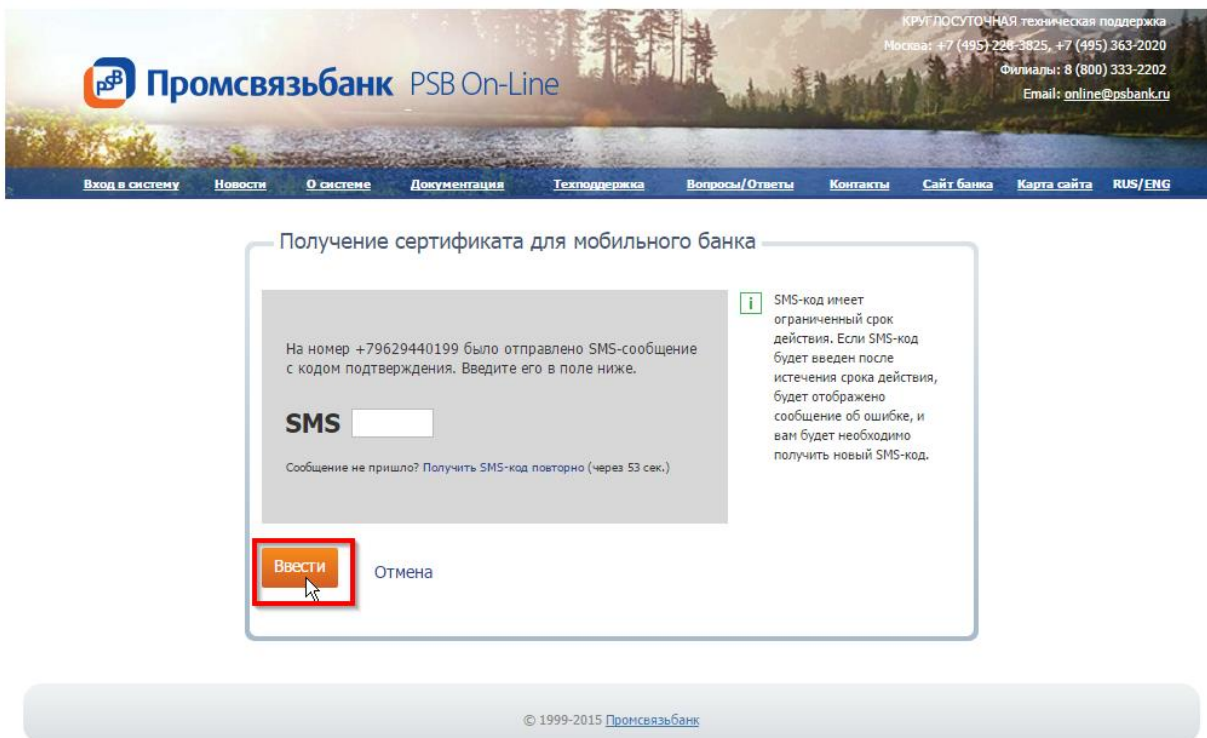 КРУГЛОСУТОЧНАЯ техническая поддержка
Москва: +7 (495) 228-3825, +7 (495) 363-2020
Филиалы: 8 (800) 333-2202
Email: online@psbank.ru
PSB Промсвязьбанк PSB On-Line
Вход в систему Новости О системе Документация Техподдержка Вопросы/Ответы Контакты Сайт банка Карта сайта RUS/ENG
Получение сертификата для мобильного банка
На номер +79629440199 было отправлено SMS-сообщение
с кодом подтверждения. Введите его в поле ниже.
SMS
Сообщение не пришло? Получить SMS-код повторно (через 53 сек.)
i
SMS-код имеет
ограниченный срок
действия. Если SMS-код
будет введен после
истечения срока действия,
будет отображено
сообщение об ошибке, и
вам будет необходимо
получить новый SMS-код.
Ввести Отмена
© 1999-2015 Промсвязьбанк